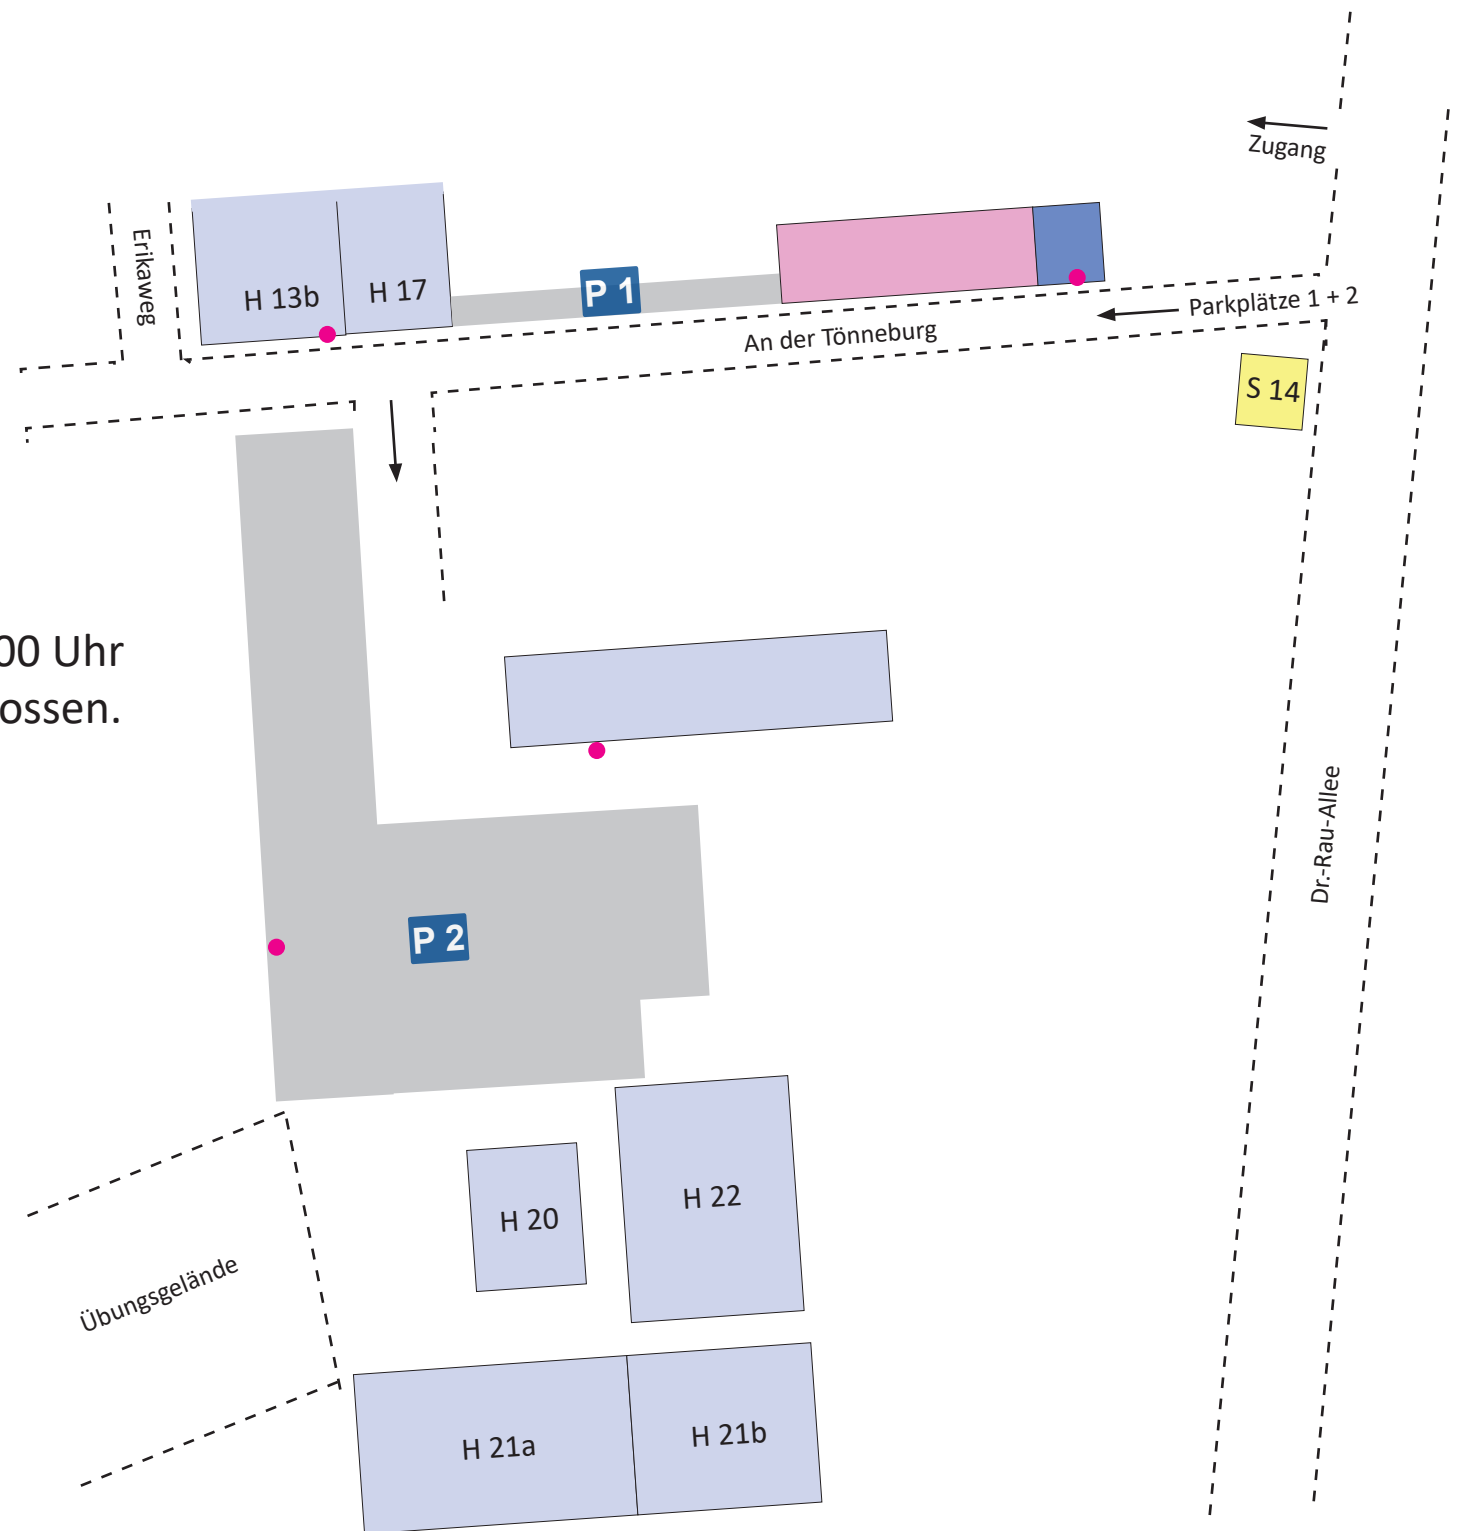 Zugang
Erikaweg
H 13b
H 17
P 1
Parkplätze 1 + 2
An der Tönneburg
S 14
00 Uhr
ossen.
Dr.-Rau-Allee
P 2
H 20
H 22
Übungsgelände
H 21a
H 21b